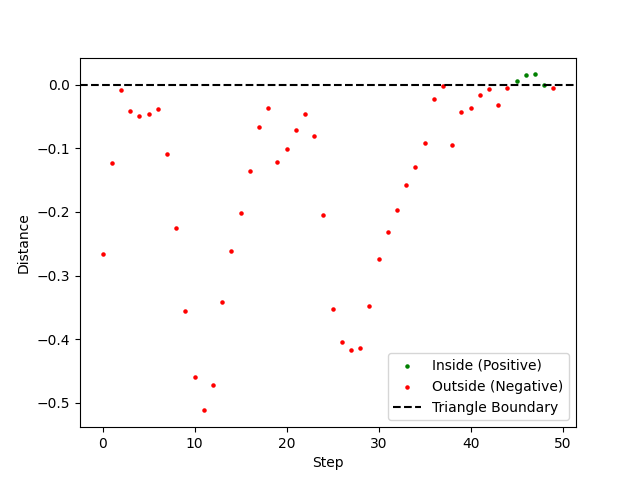 0.0
−0.1
−0.2
−0.3
−0.4
−0.5
Distance
0 10 20 30 40 50
Step
Inside (Positive)
Outside (Negative)
Triangle Boundary